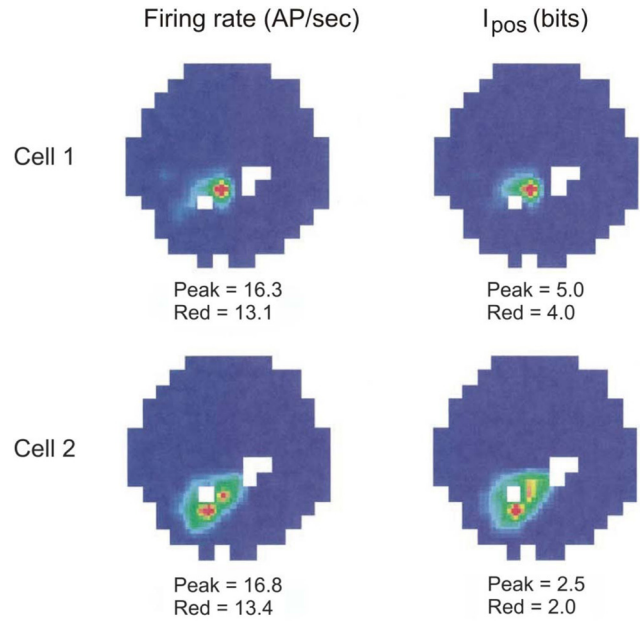 Firing rate (AP/sec)
I_pos (bits)
Cell 1
Peak = 16.3
Red = 13.1
Peak = 5.0
Red = 4.0
Cell 2
Peak = 16.8
Red = 13.4
Peak = 2.5
Red = 2.0